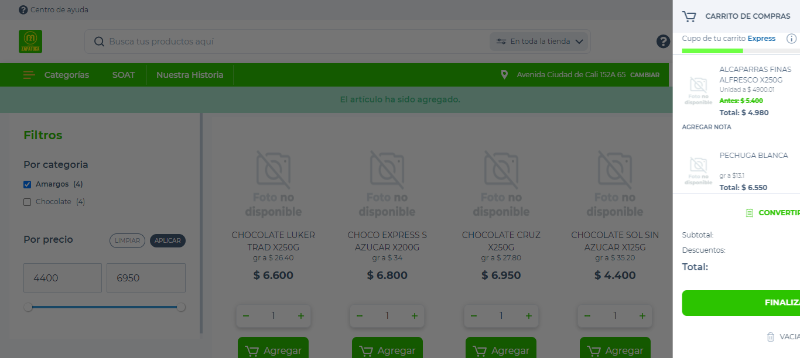 Centro de ayuda
CARRITO DE COMPRAS
Cupo de tu carrito Express
Busca tus productos aquí
En toda la tienda
Categorías
SOAT
Nuestra Historia
Avenida Ciudad de Cali 152A 65 CAMBIAR
El artículo ha sido agregado.
Filtros
Por categoría
Amargos (4)
Chocolate (4)
Por precio
LIMPIAR
APLICAR
4400
6950
Foto no
disponible
CHOCOLATE LUKER
TRAD X250G
gr a $ 26.40
$ 6.600
1
Agregar
Foto no
disponible
CHOCO EXPRESS S
AZUCAR X200G
gr a $ 34
$ 6.800
1
Agregar
Foto no
disponible
CHOCOLATE CRUZ
X250G
gr a $ 27.80
$ 6.950
1
Agregar
Foto no
disponible
CHOCOLATE SOL SIN
AZUCAR X125G
gr a $ 35.20
$ 4.400
1
Agregar
Foto no
disponible
ALCAPARRAS FINAS
ALFRESCO X250G
Unidad a $ 4900.01
Antes: $ 5.400
Total: $ 4.980
AGREGAR NOTA
Foto no
disponible
PECHUGA BLANCA
gr a $13.1
Total: $ 6.550
CONVERTIR
Subtotal:
Descuentos:
Total:
FINALIZA
VACIA